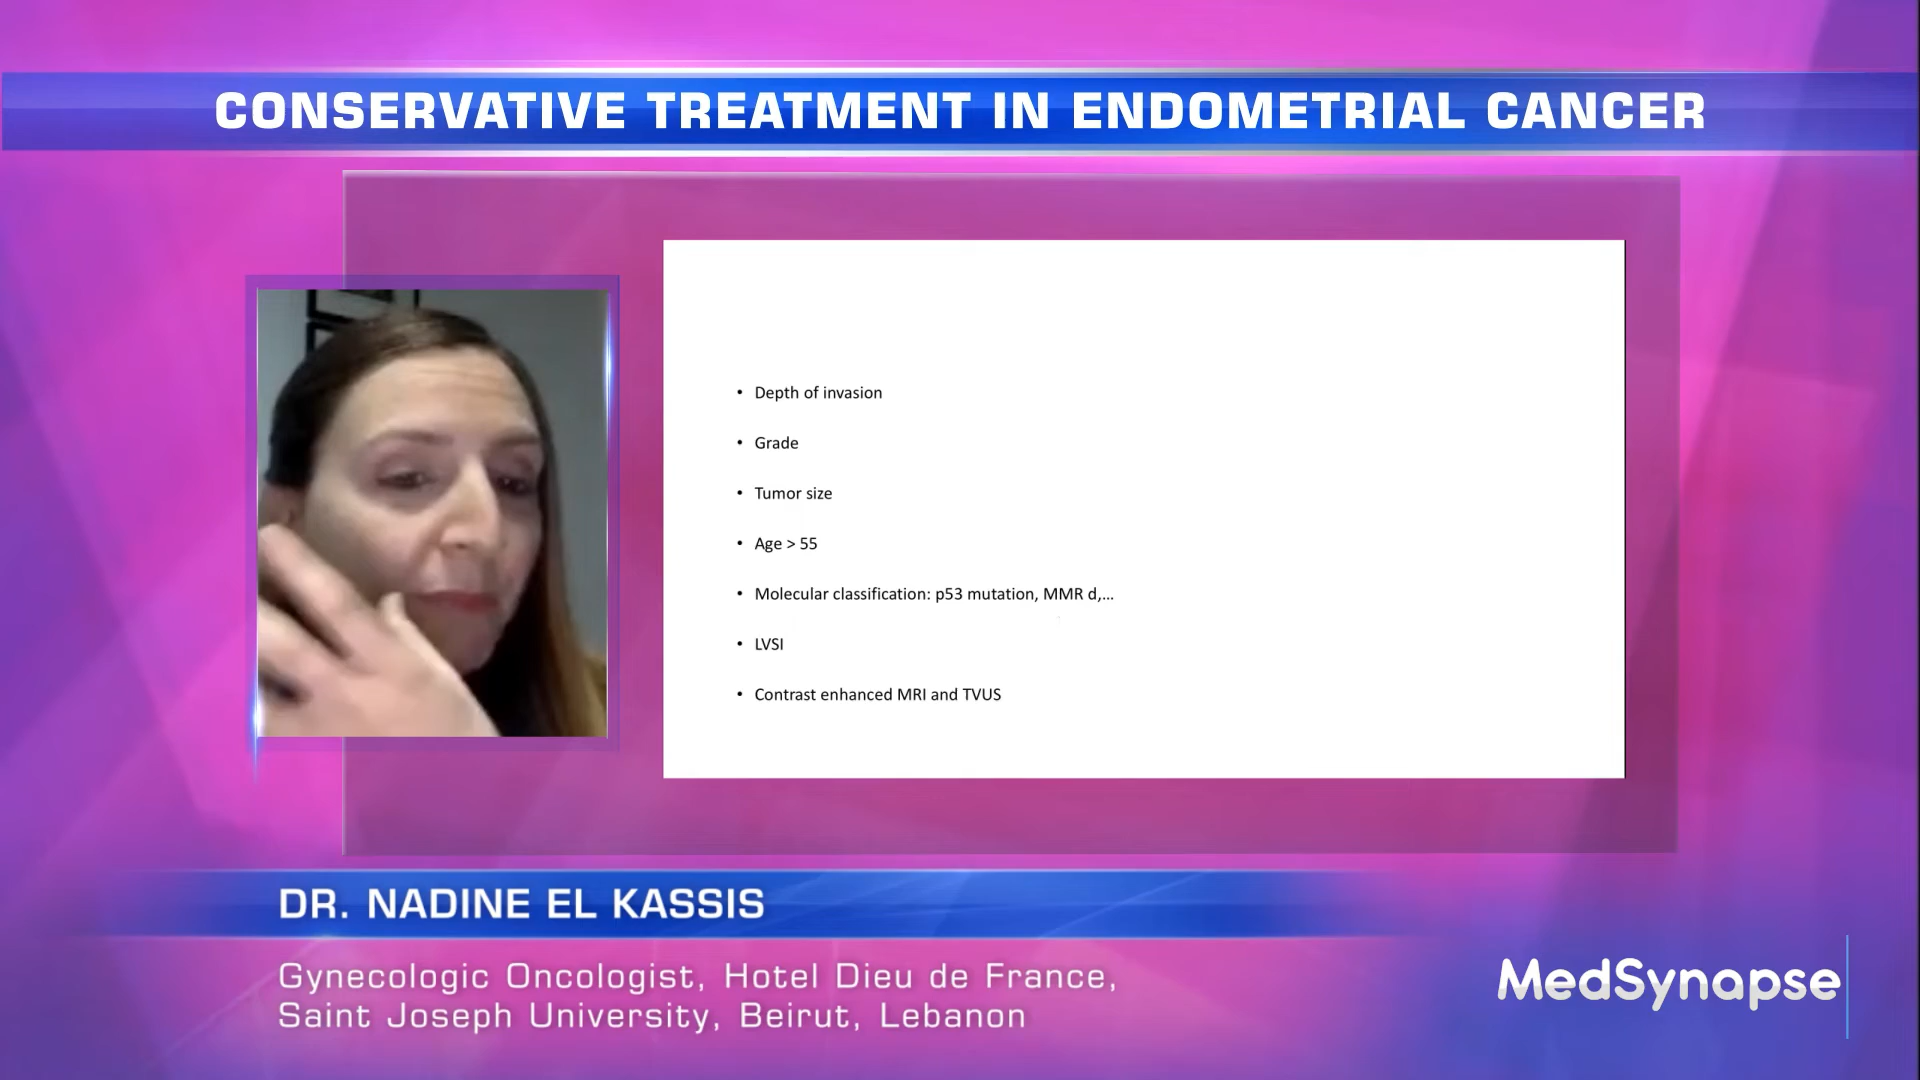 CONSERVATIVE TREATMENT IN ENDOMETRIAL CANCER
• Depth of invasion
• Grade
• Tumor size
• Age > 55
• Molecular classification: p53 mutation, MMR d,...
• LVSI
• Contrast enhanced MRI and TVUS
DR. NADINE EL KASSIS
Gynecologic Oncologist, Hotel Dieu de France,
Saint Joseph University, Beirut, Lebanon
MedSynapse